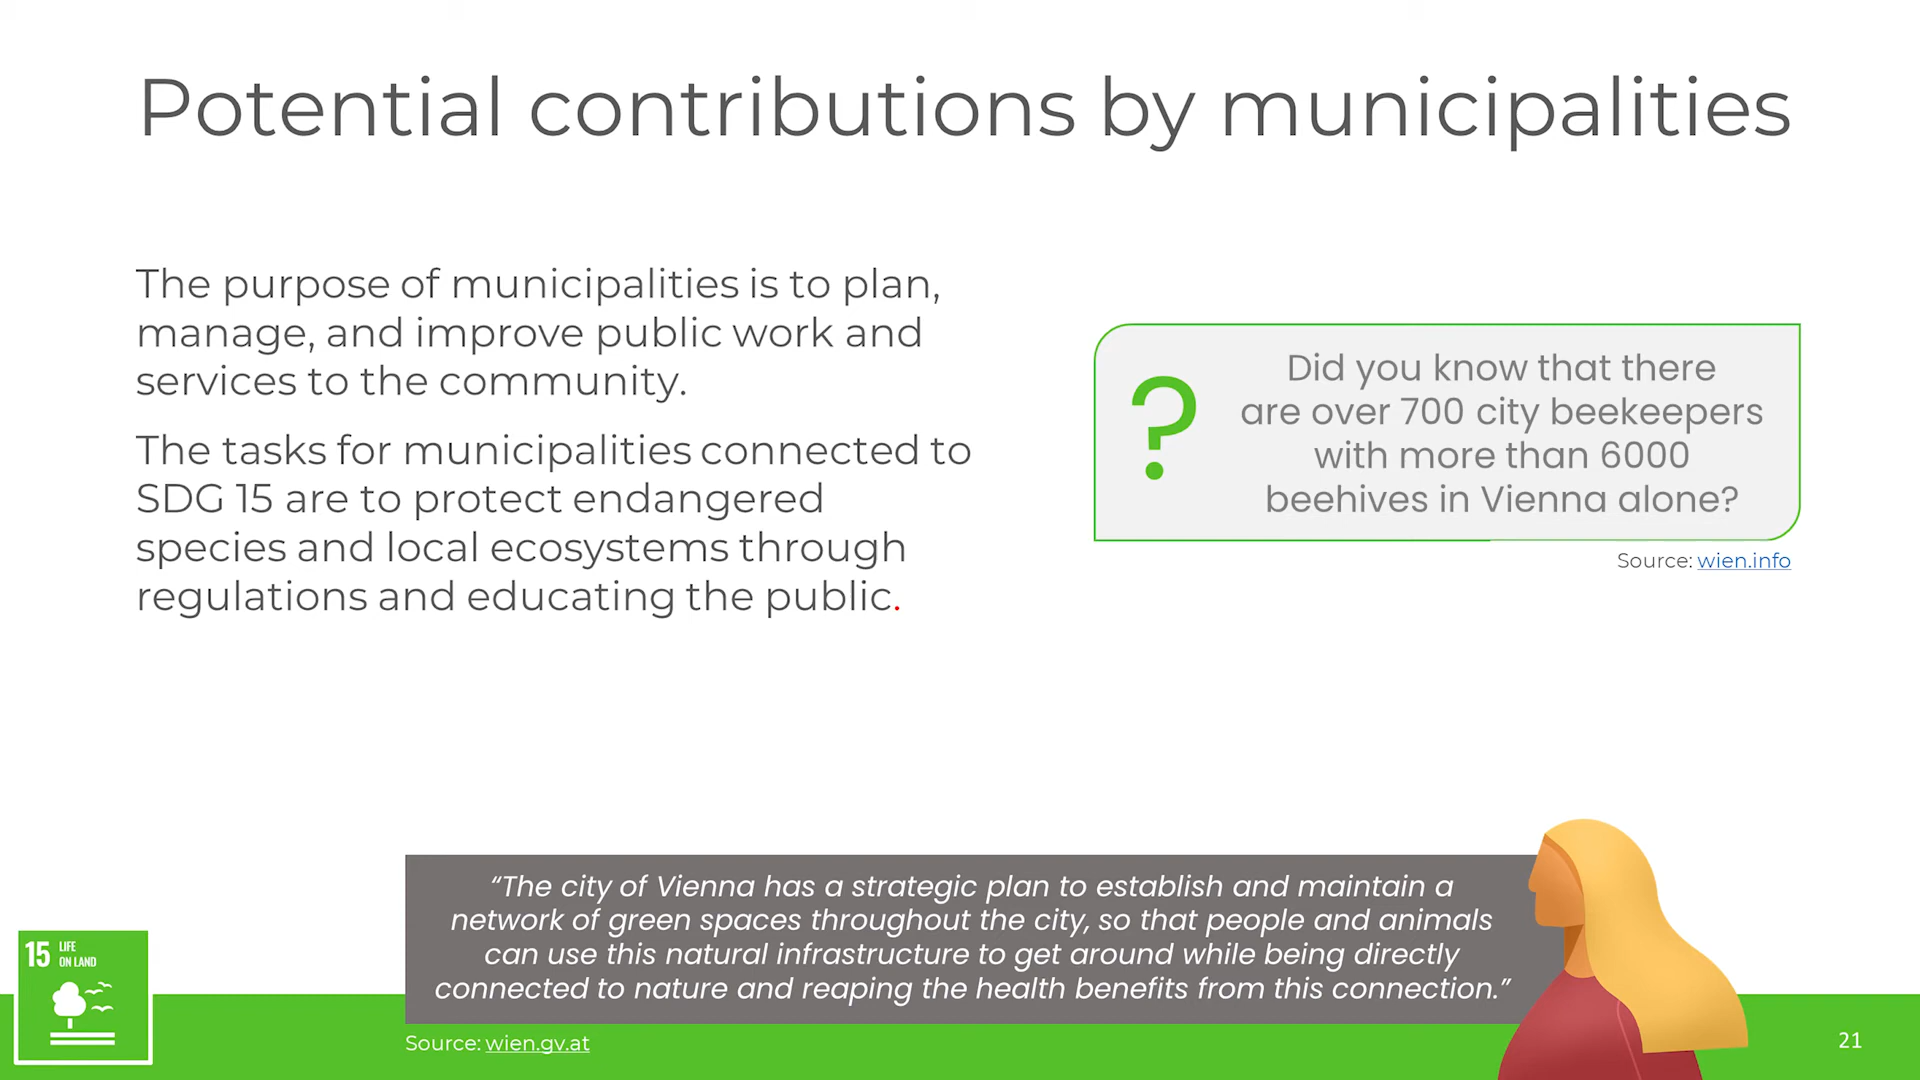 Potential contributions by municipalities
The purpose of municipalities is to plan,
manage, and improve public work and
services to the community.
The tasks for municipalities connected to
SDG 15 are to protect endangered
species and local ecosystems through
regulations and educating the public.
?
Did you know that there
are over 700 city beekeepers
with more than 6000
beehives in Vienna alone?
Source: wien.info
“The city of Vienna has a strategic plan to establish and maintain a
network of green spaces throughout the city, so that people and animals
can use this natural infrastructure to get around while being directly
connected to nature and reaping the health benefits from this connection.”
Source: wien.gv.at
15 LIFE
ON LAND
21